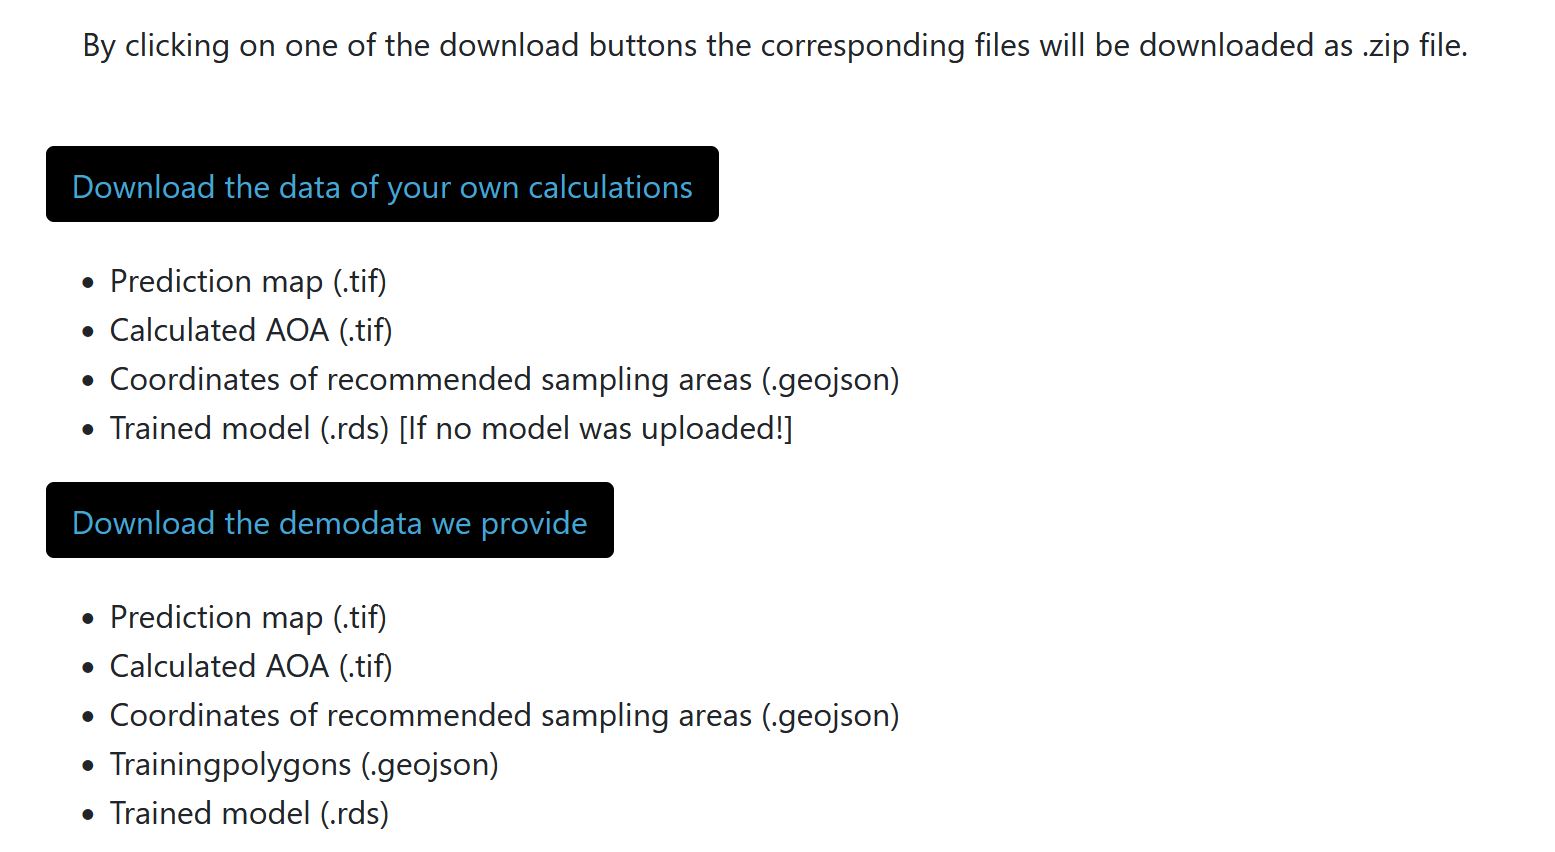 By clicking on one of the download buttons the corresponding files will be downloaded as .zip file.
Download the data of your own calculations
• Prediction map (.tif)
• Calculated AOA (.tif)
• Coordinates of recommended sampling areas (.geojson)
• Trained model (.rds) [If no model was uploaded!]
Download the demodata we provide
• Prediction map (.tif)
• Calculated AOA (.tif)
• Coordinates of recommended sampling areas (.geojson)
• Trainingpolygons (.geojson)
• Trained model (.rds)